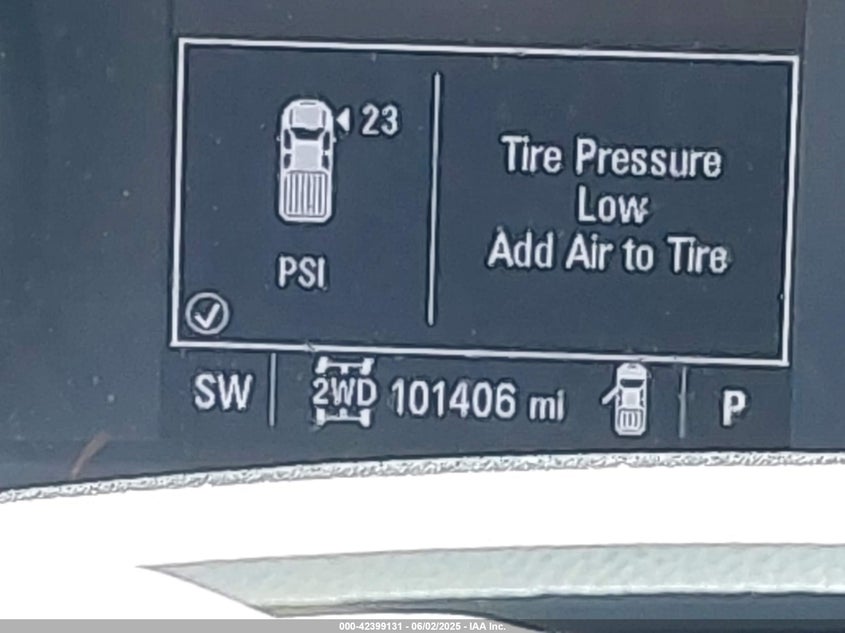 23
PSI
Tire Pressure
Low
Add Air to Tire
SW 2WD 101406 mi P
000-42399131 - 06/02/2025 - IAA Inc.